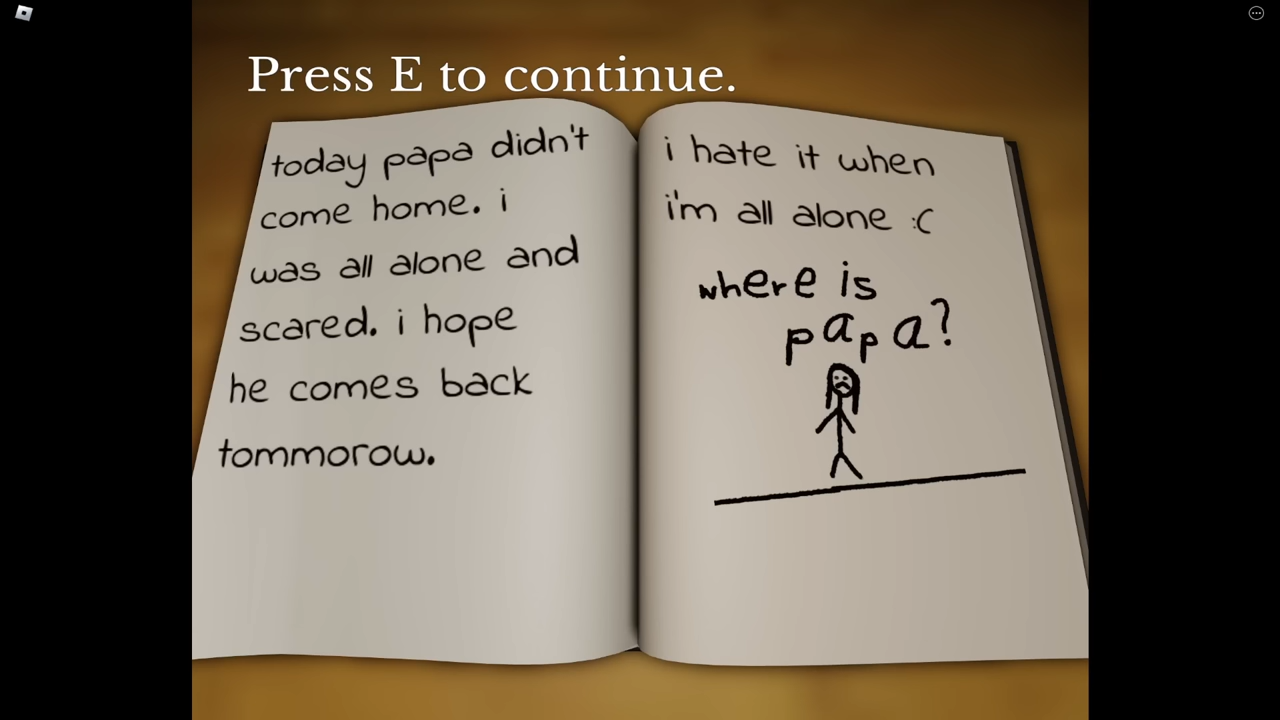 Press E to continue.
today papa didn't
come home. i
was all alone and
scared. i hope
he comes back
tommorow.
i hate it when
i'm all alone :C
where is
papa?